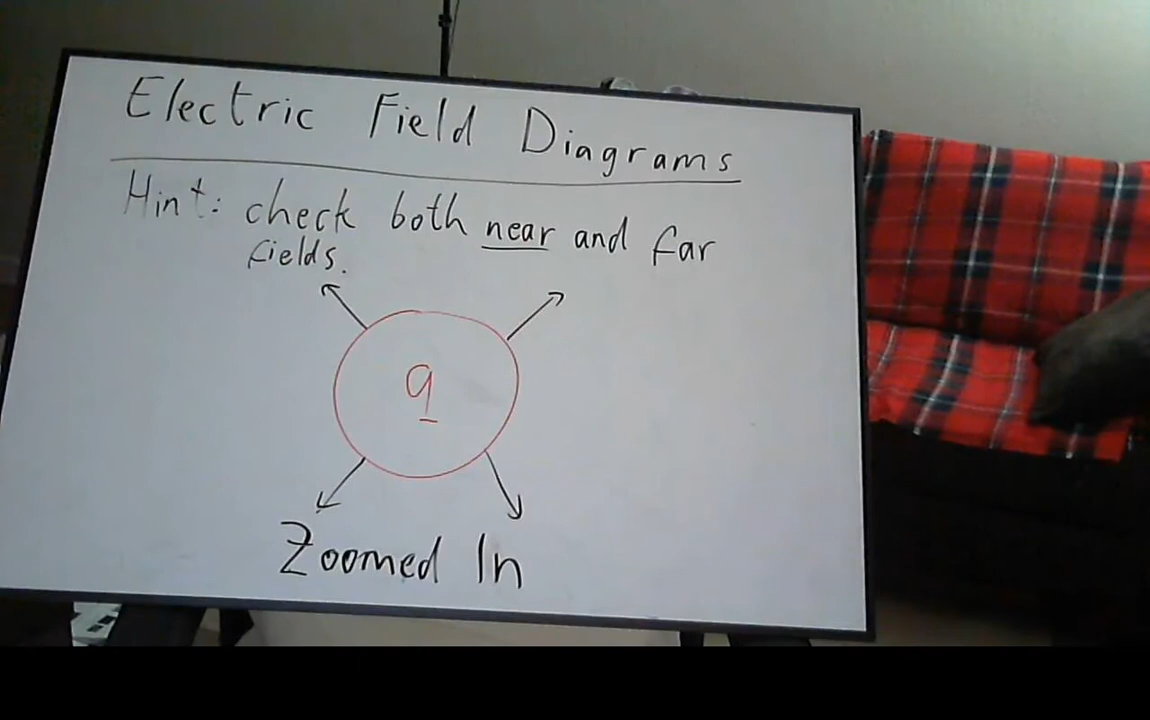 Electric Field Diagrams
Hint: check both near and far
fields.
q
Zoomed In